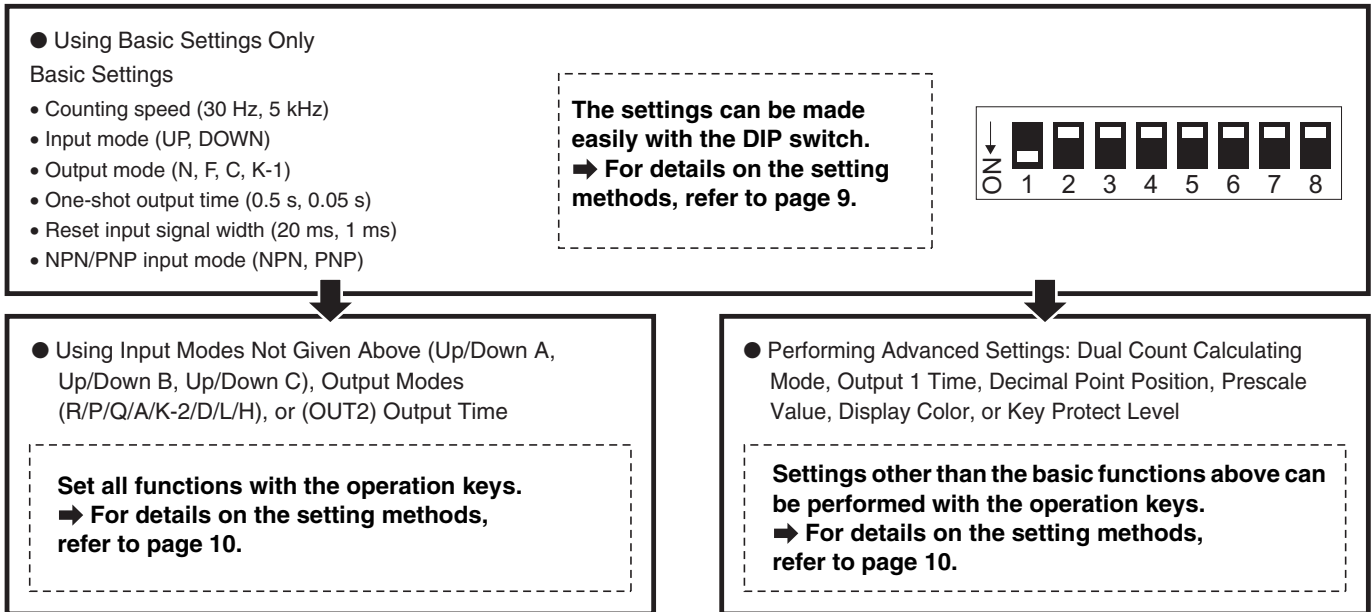 ● Using Basic Settings Only
Basic Settings
• Counting speed (30 Hz, 5 kHz)
• Input mode (UP, DOWN)
• Output mode (N, F, C, K-1)
• One-shot output time (0.5 s, 0.05 s)
• Reset input signal width (20 ms, 1 ms)
• NPN/PNP input mode (NPN, PNP)
The settings can be made
easily with the DIP switch.
➡ For details on the setting
methods, refer to page 9.
ON
1 2 3 4 5 6 7 8
● Using Input Modes Not Given Above (Up/Down A,
Up/Down B, Up/Down C), Output Modes
(R/P/Q/A/K-2/D/L/H), or (OUT2) Output Time
Set all functions with the operation keys.
➡ For details on the setting methods,
refer to page 10.
● Performing Advanced Settings: Dual Count Calculating
Mode, Output 1 Time, Decimal Point Position, Prescale
Value, Display Color, or Key Protect Level
Settings other than the basic functions above can
be performed with the operation keys.
➡ For details on the setting methods,
refer to page 10.